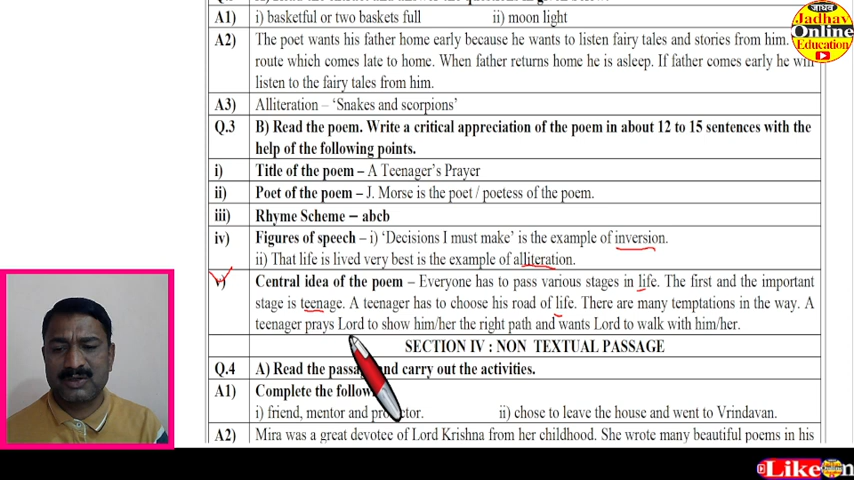 A1) i) basketful or two baskets full ii) moon light
A2) The poet wants his father home early because he wants to listen fairy tales and stories from him.
route which comes late to home. When father returns home he is asleep. If father comes early he will
listen to the fairy tales from him.
A3) Alliteration – ‘Snakes and scorpions’
Q.3 B) Read the poem. Write a critical appreciation of the poem in about 12 to 15 sentences with the
help of the following points.
i) Title of the poem – A Teenager's Prayer
ii) Poet of the poem – J. Morse is the poet / poetess of the poem.
iii) Rhyme Scheme – abcb
iv) Figures of speech – i) ‘Decisions I must make’ is the example of inversion.
ii) That life is lived very best is the example of alliteration.
v) Central idea of the poem – Everyone has to pass various stages in life. The first and the important
stage is teenage. A teenager has to choose his road of life. There are many temptations in the way. A
teenager prays Lord to show him/her the right path and wants Lord to walk with him/her.
SECTION IV : NON TEXTUAL PASSAGE
Q.4 A) Read the passage and carry out the activities.
A1) Complete the follow
i) friend, mentor and protector. ii) chose to leave the house and went to Vrindavan.
A2) Mira was a great devotee of Lord Krishna from her childhood. She wrote many beautiful poems in his
जाधव
Jadhav
Online
Education
Like